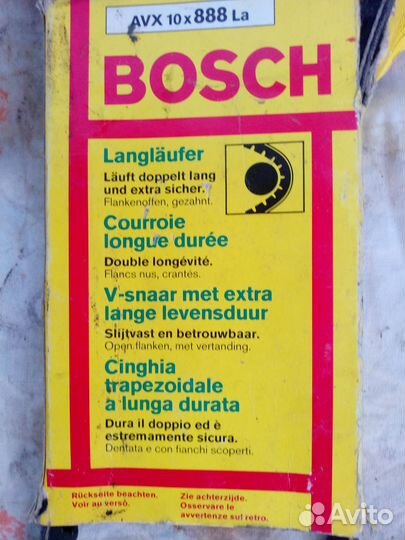 AVX 10 x 888 La
BOSCH
Langläufer
Läuft doppelt lang
und extra sicher.
Flankenoffen, gezahnt.
Courroie
longue durée
Double longévité.
Flancs nus, crantés.
V-snaar met extra
lange levensduur
Slijtvast en betrouwbaar.
Open flanken, met vertanding.
Cinghia
trapezoidale
a lunga durata
Dura il doppio ed è
estremamente sicura.
Dentata e con fianchi scoperti.
Rückseite beachten.
Voir au verso.
Zie achterzijde.
Osservare le
avvertenze sul retro.
Avito